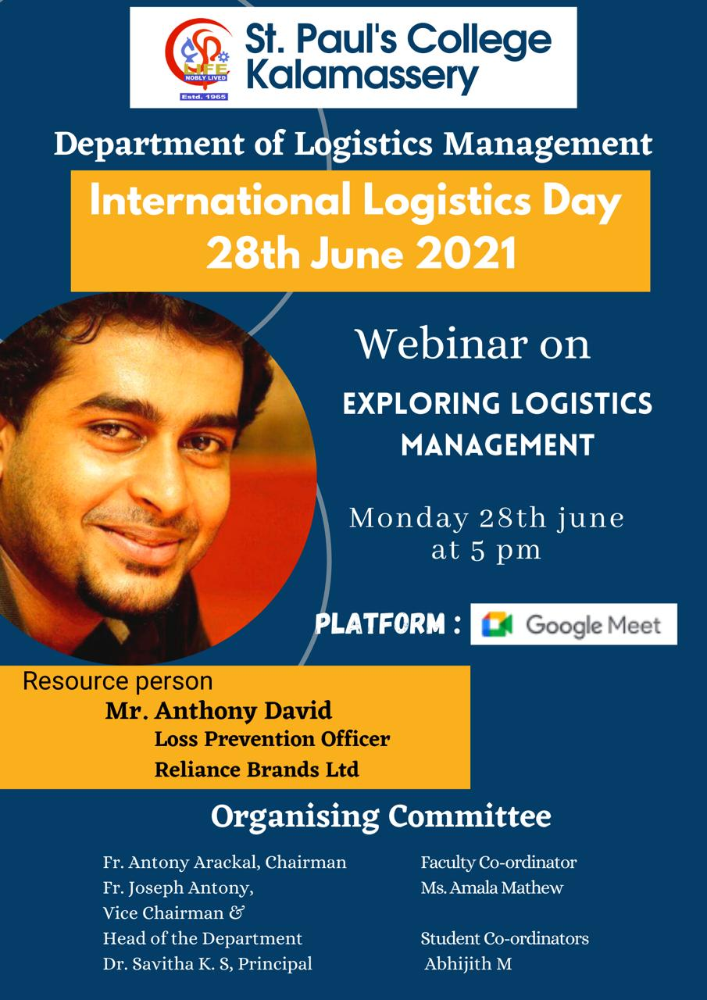 LIFE
NOBLY LIVED
Estd. 1965
St. Paul's College
Kalamassery
Department of Logistics Management
International Logistics Day
28th June 2021
Webinar on
EXPLORING LOGISTICS
MANAGEMENT
Monday 28th june
at 5 pm
PLATFORM : Google Meet
Resource person
Mr. Anthony David
Loss Prevention Officer
Reliance Brands Ltd
Organising Committee
Fr. Antony Arackal, Chairman
Fr. Joseph Antony,
Vice Chairman &
Head of the Department
Dr. Savitha K. S, Principal
Faculty Co-ordinator
Ms. Amala Mathew
Student Co-ordinators
Abhijith M